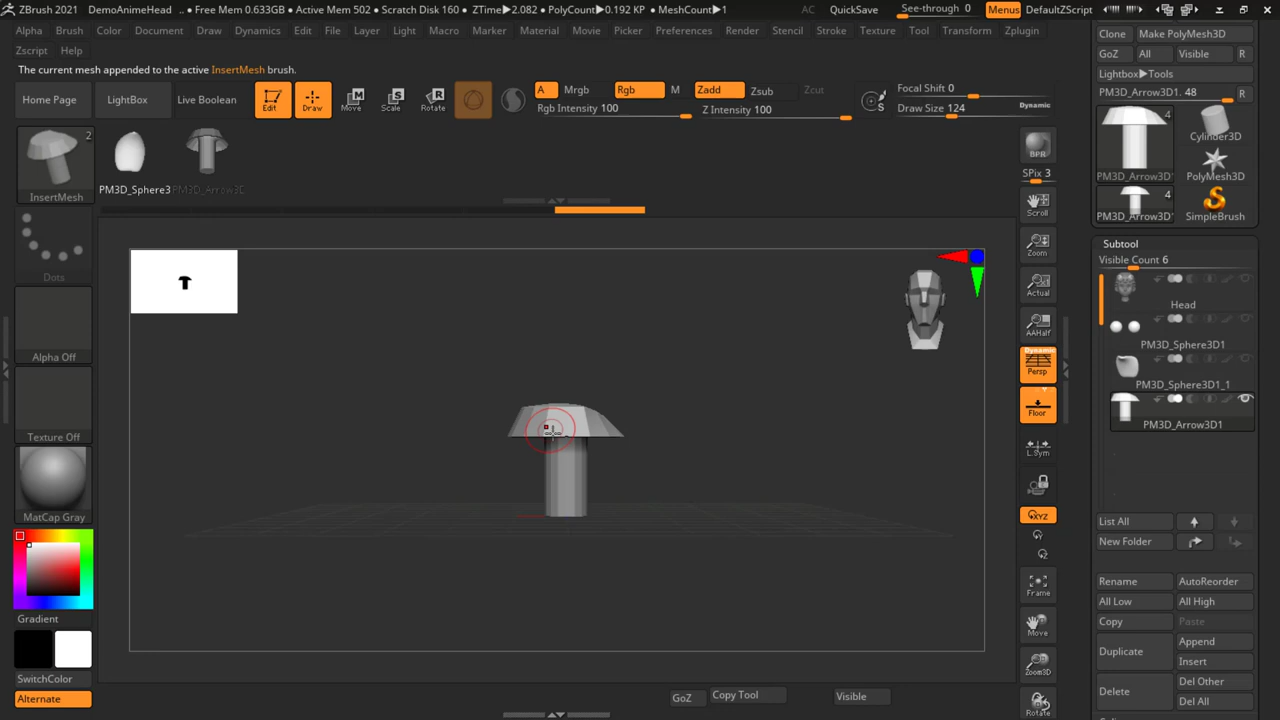 ZBrush 2021 DemoAnimeHead • Free Mem 0.633GB • Active Mem 502 • Scratch Disk 160 • ZTime▶2.082 • PolyCount▶0.192 KP • MeshCount▶1 AC QuickSave See-through 0 Menus DefaultZScript
Alpha Brush Color Document Draw Dynamics Edit File Layer Light Macro Marker Material Movie Picker Preferences Render Stencil Stroke Texture Tool Transform Zplugin
Zscript Help
The current mesh appended to the active InsertMesh brush.
Home Page LightBox Live Boolean Edit Draw Move Scale Rotate
A Mrgb Rgb M Zadd Zsub Zcut
Rgb Intensity 100 Z Intensity 100
Focal Shift 0
Draw Size 124 Dynamic
2
InsertMesh
PM3D_Sphere3 PM3D_Arrow3D
Dots
Alpha Off
Texture Off
MatCap Gray
Gradient
SwitchColor
Alternate
BPR
SPix 3
Scroll
Zoom
Actual
AAHalf
Dynamic
Persp
Floor
L.Sym
XYZ
Frame
Move
Zoom3D
Rotate
GoZ Copy Tool Visible
Clone Make PolyMesh3D
GoZ All Visible R
Lightbox▶Tools
PM3D_Arrow3D1. 48 R
4
Cylinder3D
PM3D_Arrow3D PolyMesh3D
4
PM3D_Arrow3D SimpleBrush
Subtool
Visible Count 6
Head
PM3D_Sphere3D1
PM3D_Sphere3D1_1
PM3D_Arrow3D1
List All
New Folder
Rename AutoReorder
All Low All High
Copy Paste
Duplicate Append
Insert
Delete Del Other
Del All